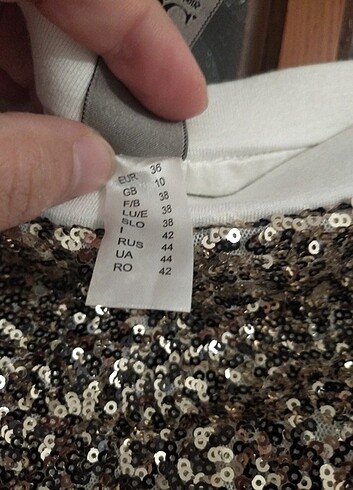 EUR 36
GB 10
F/B 38
LU/E 38
SLO 38
I 42
RUS 44
UA 44
RO 42